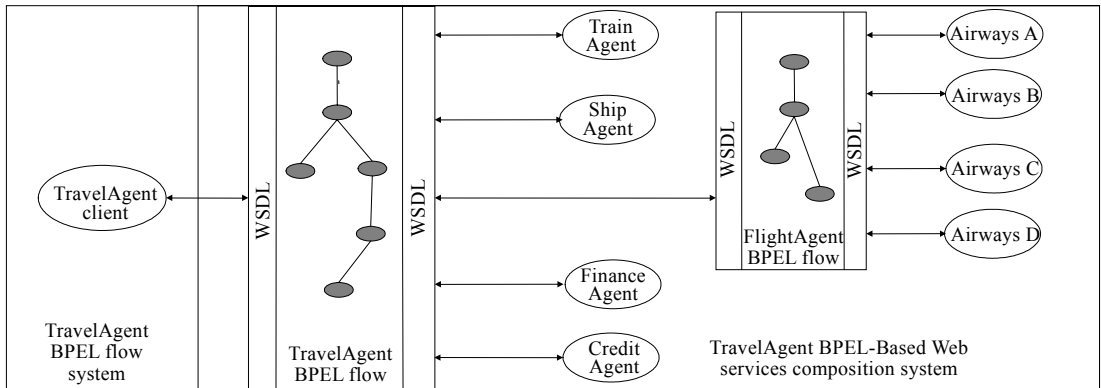 TravelAgent
client
TravelAgent
BPEL flow
system
WSDL
TravelAgent
BPEL flow
WSDL
Train
Agent
Ship
Agent
Finance
Agent
Credit
Agent
WSDL
FlightAgent
BPEL flow
WSDL
Airways A
Airways B
Airways C
Airways D
TravelAgent BPEL-Based Web
services composition system